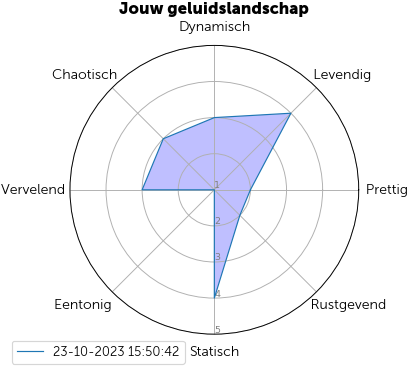 Jouw geluidslandschap
Dynamisch
Chaotisch
Levendig
Vervelend
1
Prettig
2
3
4
Eentonig
Rustgevend
5
23-10-2023 15:50:42
Statisch